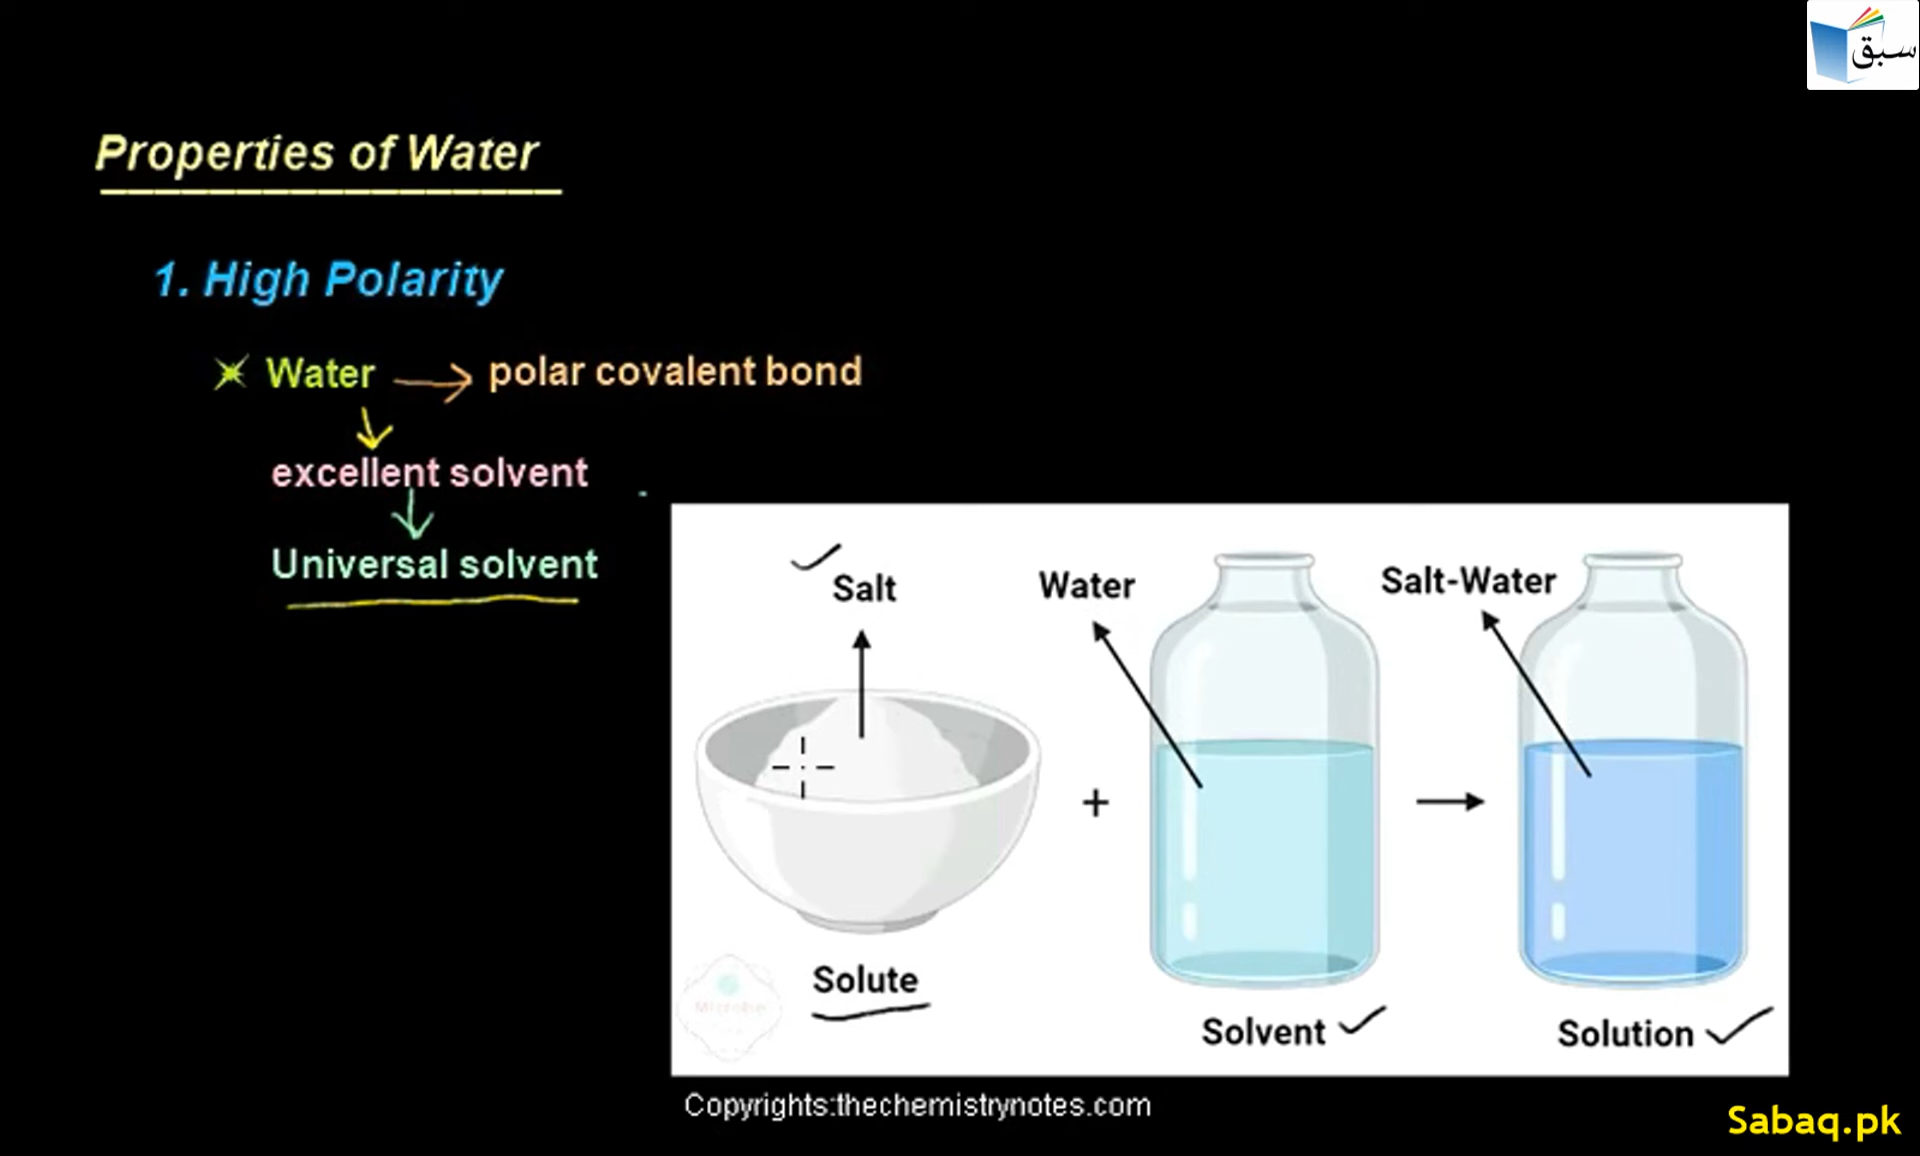 سبق
Properties of Water
1. High Polarity
Water → polar covalent bond
excellent solvent
Universal solvent
Salt
Water
Salt-Water
+
→
Solute
Solvent
Solution
Copyrights:thechemistrynotes.com
Sabaq.pk